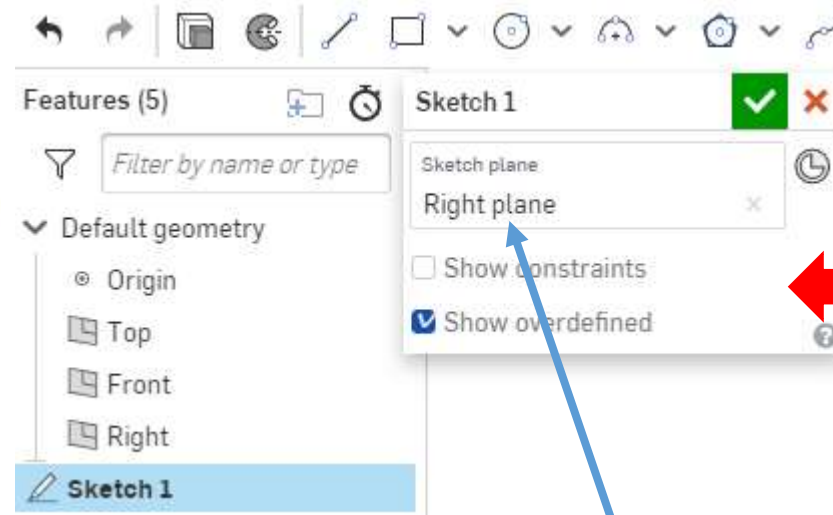 Features (5)
Sketch 1
Filter by name or type
Sketch plane
Right plane
Default geometry
Show constraints
Origin
Show overdefined
Top
Front
Right
Sketch 1